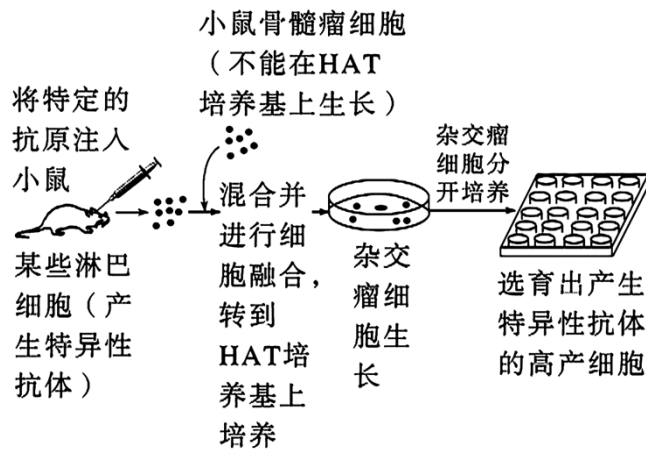 小鼠骨髓瘤细胞
（不能在HAT
培养基上生长）
将特定的
抗原注入
小鼠
某些淋巴
细胞（产
生特异性
抗体）
混合并
进行细
胞融合，
转到
HAT培
养基上
培养
杂交
瘤细
胞生
长
杂交瘤
细胞分
开培养
选育出产生
特异性抗体
的高产细胞